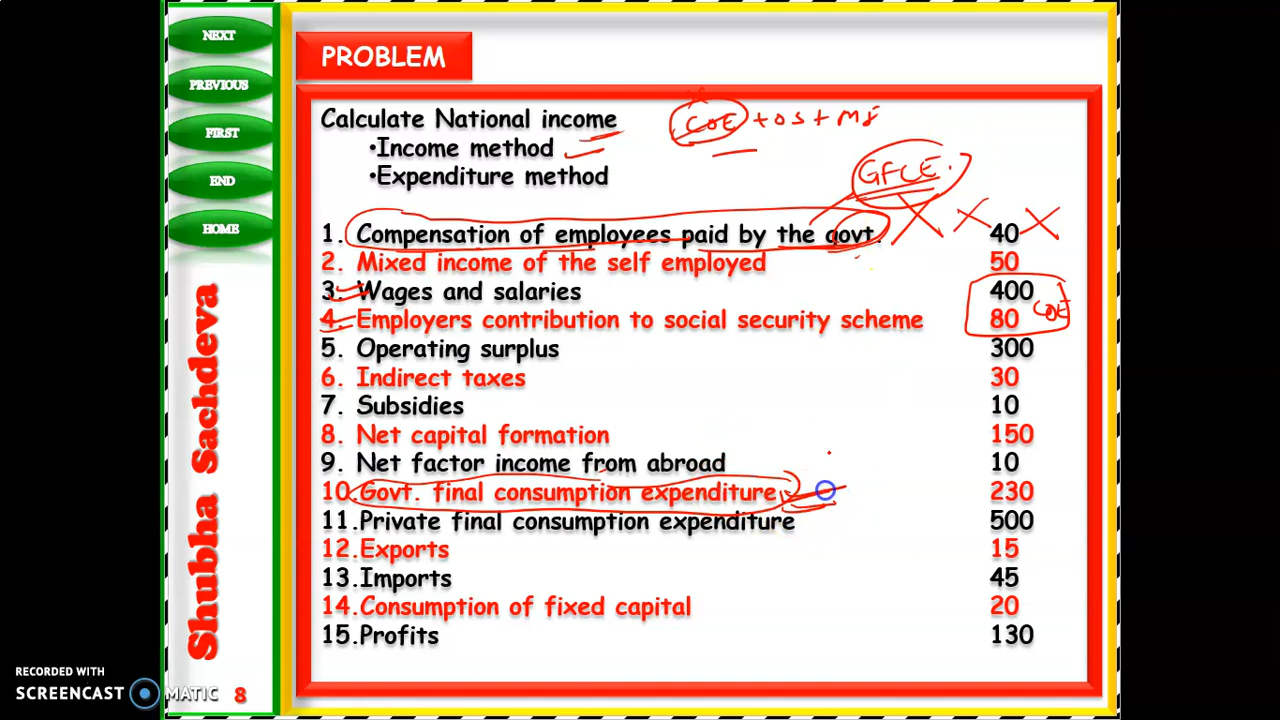 NEXT
PREVIOUS
FIRST
END
HOME
Shubha Sachdeva
PROBLEM
Calculate National income
COE + OS + MI
•Income method
•Expenditure method
GFCE
1. Compensation of employees paid by the govt. X X 40 X
2. Mixed income of the self employed 50
3. Wages and salaries 400
4. Employers contribution to social security scheme 80 COE
5. Operating surplus 300
6. Indirect taxes 30
7. Subsidies 10
8. Net capital formation 150
9. Net factor income from abroad 10
10. Govt. final consumption expenditure 230
11. Private final consumption expenditure 500
12. Exports 15
13. Imports 45
14. Consumption of fixed capital 20
15. Profits 130
RECORDED WITH
SCREENCAST MATIC 8